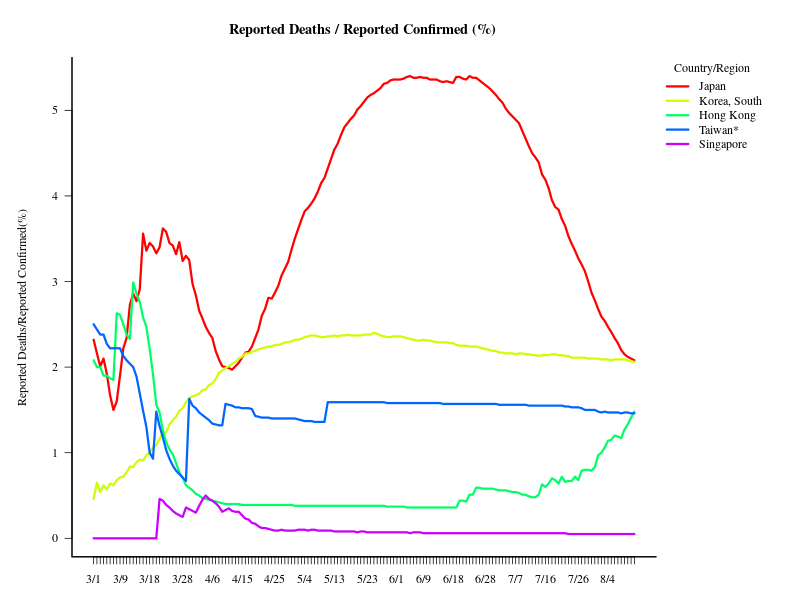 Reported Deaths / Reported Confirmed (%)
Country/Region
Japan
Korea, South
Hong Kong
Taiwan*
Singapore
Reported Deaths/Reported Confirmed(%)
5
4
3
2
1
0
3/1 3/9 3/18 3/28 4/6 4/15 4/25 5/4 5/13 5/23 6/1 6/9 6/18 6/28 7/7 7/16 7/26 8/4